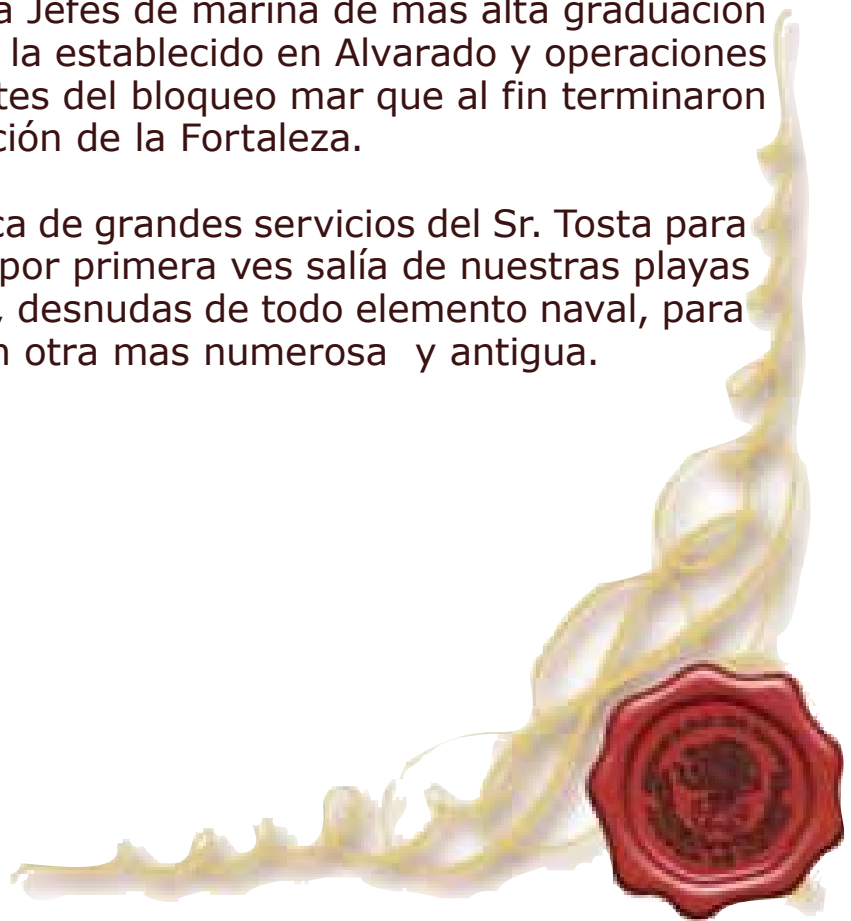 a Jefes de marina de mas alta graduación
la establecido en Alvarado y operaciones
tes del bloqueo mar que al fin terminaron
ción de la Fortaleza.
ca de grandes servicios del Sr. Tosta para
por primera ves salía de nuestras playas
, desnudas de todo elemento naval, para
n otra mas numerosa y antigua.